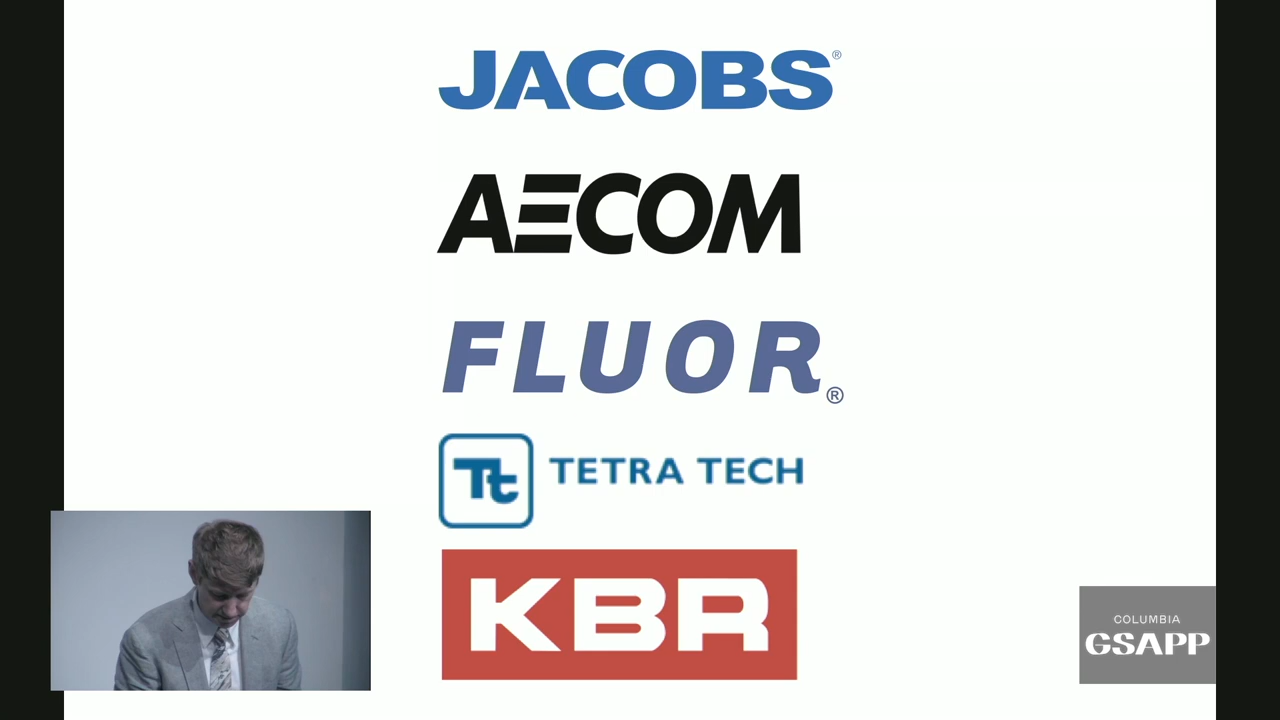 JACOBS®
AECOM
FLUOR®
Tt TETRA TECH
KBR
COLUMBIA
GSAPP